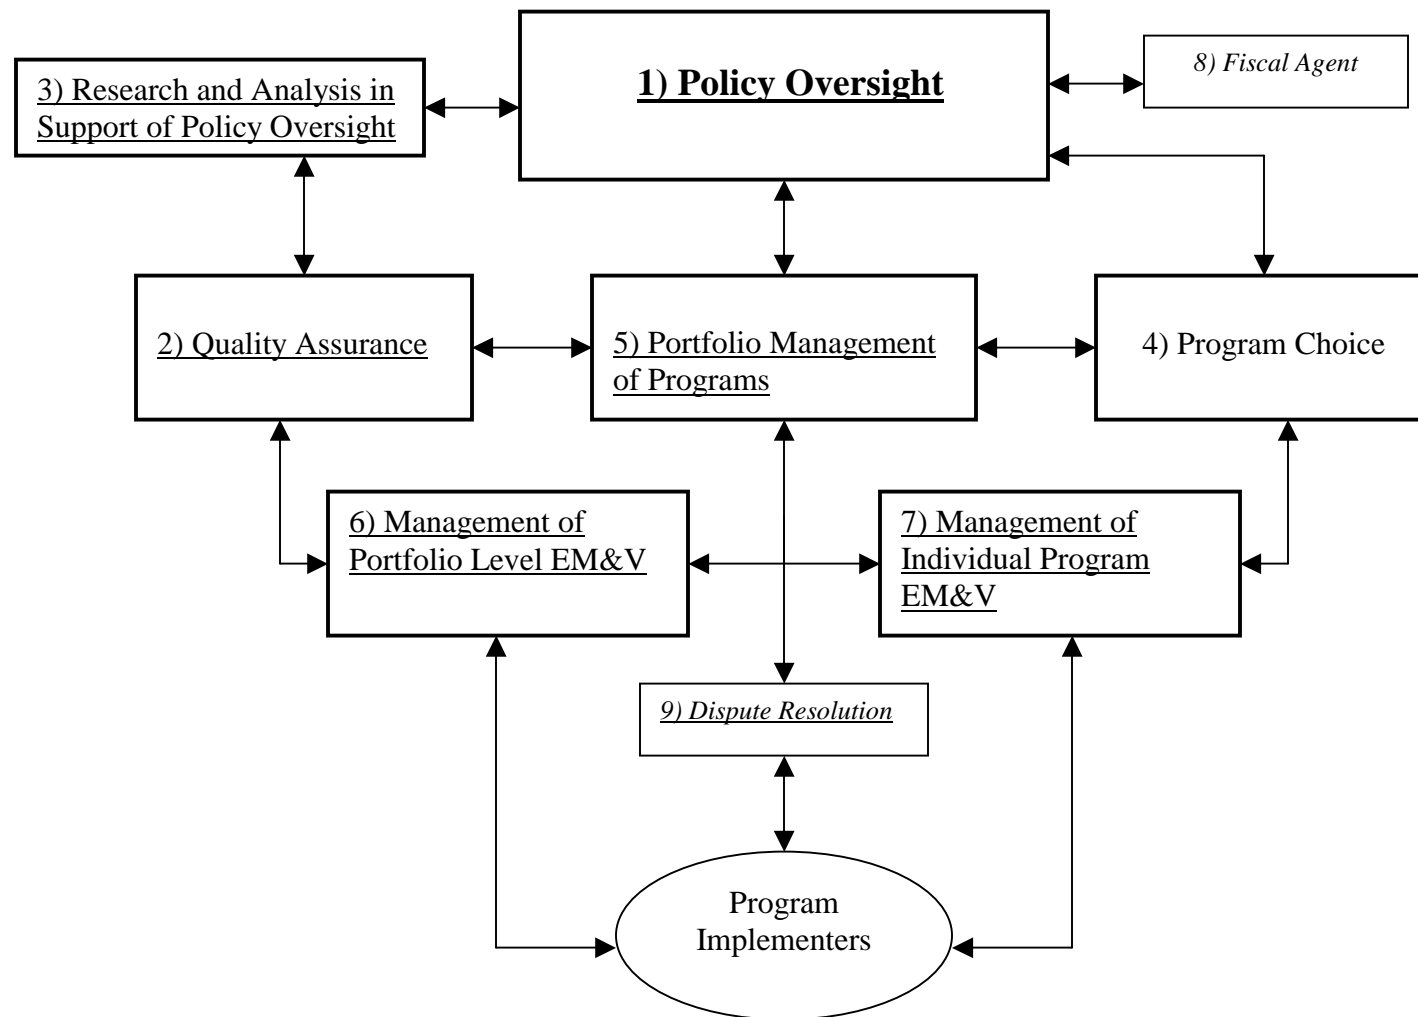 1) Policy Oversight
8) Fiscal Agent
3) Research and Analysis in
Support of Policy Oversight
2) Quality Assurance
5) Portfolio Management
of Programs
4) Program Choice
6) Management of
Portfolio Level EM&V
7) Management of
Individual Program
EM&V
9) Dispute Resolution
Program
Implementers